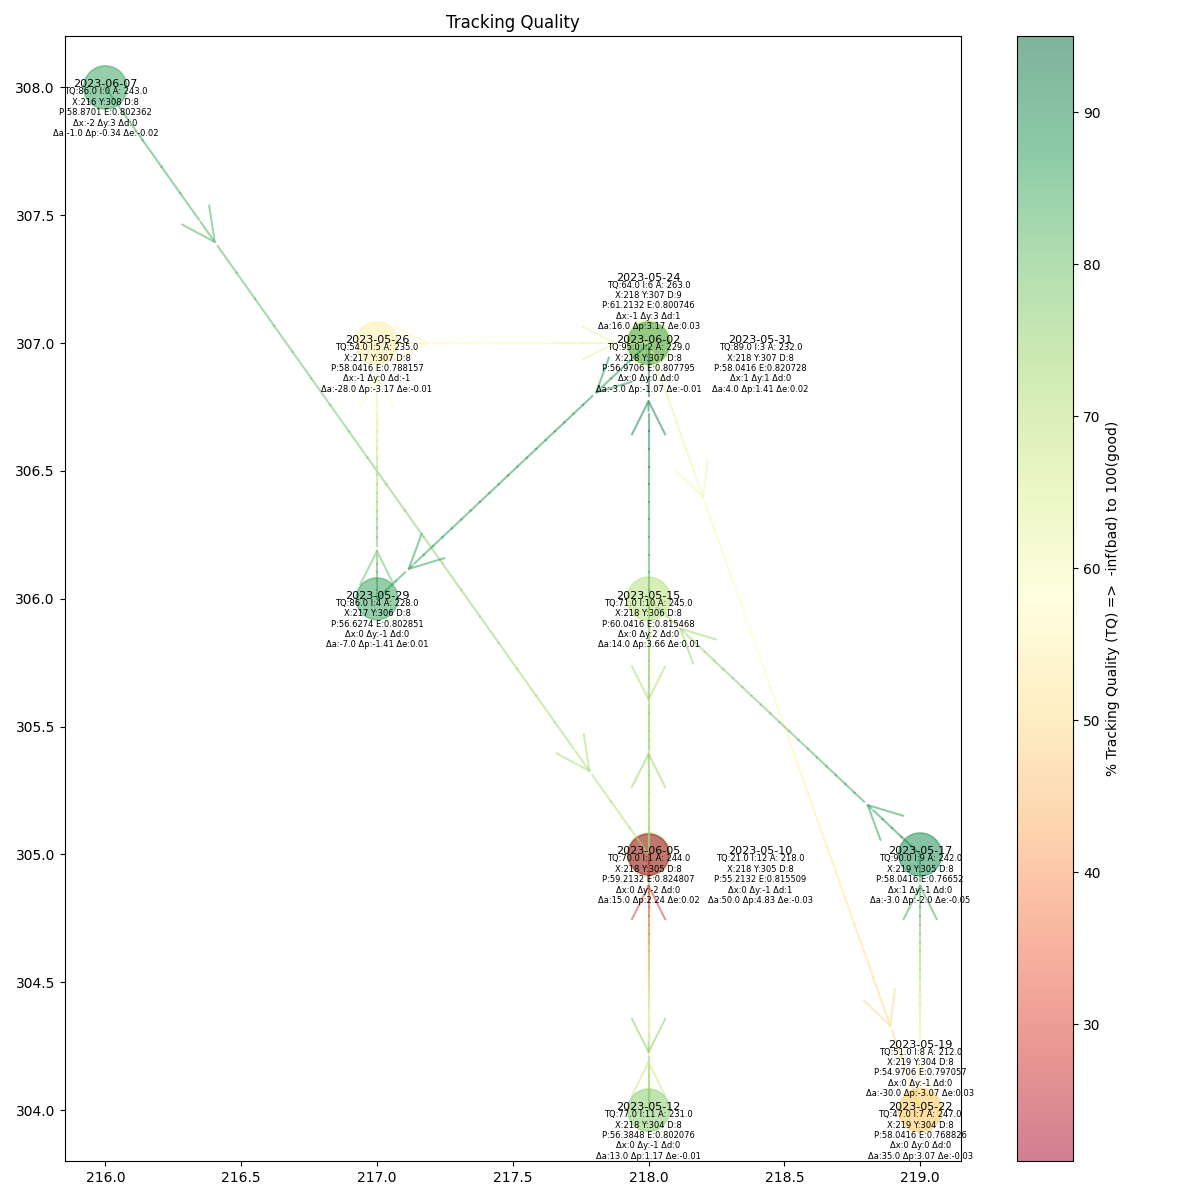 Tracking Quality
2023-06-07
TQ:86.0 I:0 A: 243.0
X:216 Y:308 D:8
P:58.8701 E:0.802362
Δx:-2 Δy:3 Δd:0
Δa:-1.0 Δp:-0.34 Δe:-0.02
2023-05-24
TQ:64.0 I:6 A: 263.0
X:218 Y:307 D:9
P:61.2132 E:0.800746
Δx:-1 Δy:3 Δd:1
Δa:16.0 Δp:3.17 Δe:0.03
2023-05-26
TQ:54.0 I:5 A: 235.0
X:217 Y:307 D:8
P:58.0416 E:0.788157
Δx:-1 Δy:0 Δd:-1
Δa:-28.0 Δp:-3.17 Δe:-0.01
2023-06-02
TQ:95.0 I:2 A: 229.0
X:218 Y:307 D:8
P:56.9706 E:0.807795
Δx:0 Δy:0 Δd:0
Δa:-3.0 Δp:-1.07 Δe:-0.01
2023-05-31
TQ:89.0 I:3 A: 232.0
X:218 Y:307 D:8
P:58.0416 E:0.820728
Δx:1 Δy:1 Δd:0
Δa:4.0 Δp:1.41 Δe:0.02
2023-05-29
TQ:86.0 I:4 A: 228.0
X:217 Y:306 D:8
P:56.6274 E:0.802851
Δx:0 Δy:-1 Δd:0
Δa:-7.0 Δp:-1.41 Δe:0.01
2023-05-15
TQ:71.0 I:10 A: 245.0
X:218 Y:306 D:8
P:60.0416 E:0.815468
Δx:0 Δy:2 Δd:0
Δa:14.0 Δp:3.66 Δe:0.01
2023-06-05
TQ:70.0 I:1 A: 244.0
X:218 Y:305 D:8
P:59.2132 E:0.824807
Δx:0 Δy:-2 Δd:0
Δa:15.0 Δp:2.24 Δe:0.02
2023-05-10
TQ:21.0 I:12 A: 218.0
X:218 Y:305 D:8
P:55.2132 E:0.815509
Δx:0 Δy:-1 Δd:1
Δa:50.0 Δp:4.83 Δe:-0.03
2023-05-17
TQ:90.0 I:9 A: 242.0
X:219 Y:305 D:8
P:58.0416 E:0.76652
Δx:1 Δy:-1 Δd:0
Δa:-3.0 Δp:-2.0 Δe:-0.05
2023-05-19
TQ:51.0 I:8 A: 212.0
X:219 Y:304 D:8
P:54.9706 E:0.797057
Δx:0 Δy:-1 Δd:0
Δa:-30.0 Δp:-3.07 Δe:0.03
2023-05-12
TQ:77.0 I:11 A: 231.0
X:218 Y:304 D:8
P:56.3848 E:0.802076
Δx:0 Δy:-1 Δd:0
Δa:13.0 Δp:1.17 Δe:-0.01
2023-05-22
TQ:47.0 I:7 A: 247.0
X:219 Y:304 D:8
P:58.0416 E:0.768826
Δx:0 Δy:0 Δd:0
Δa:35.0 Δp:3.07 Δe:-0.03
308.0
307.5
307.0
306.5
306.0
305.5
305.0
304.5
304.0
216.0 216.5 217.0 217.5 218.0 218.5 219.0
90
80
70
60
50
40
30
% Tracking Quality (TQ) => -inf(bad) to 100(good)